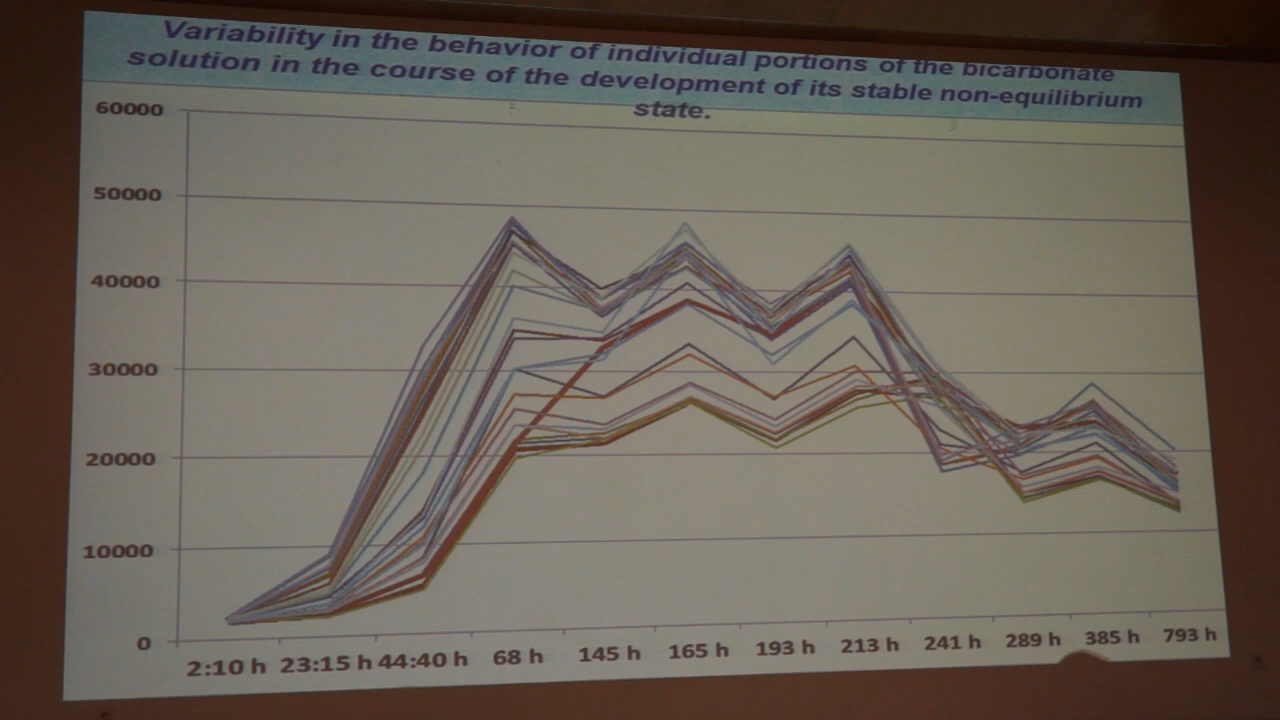 Variability in the behavior of individual portions of the bicarbonate
solution in the course of the development of its stable non-equilibrium
state.
60000
50000
40000
30000
20000
10000
0
2:10 h 23:15 h 44:40 h 68 h 145 h 165 h 193 h 213 h 241 h 289 h 385 h 793 h